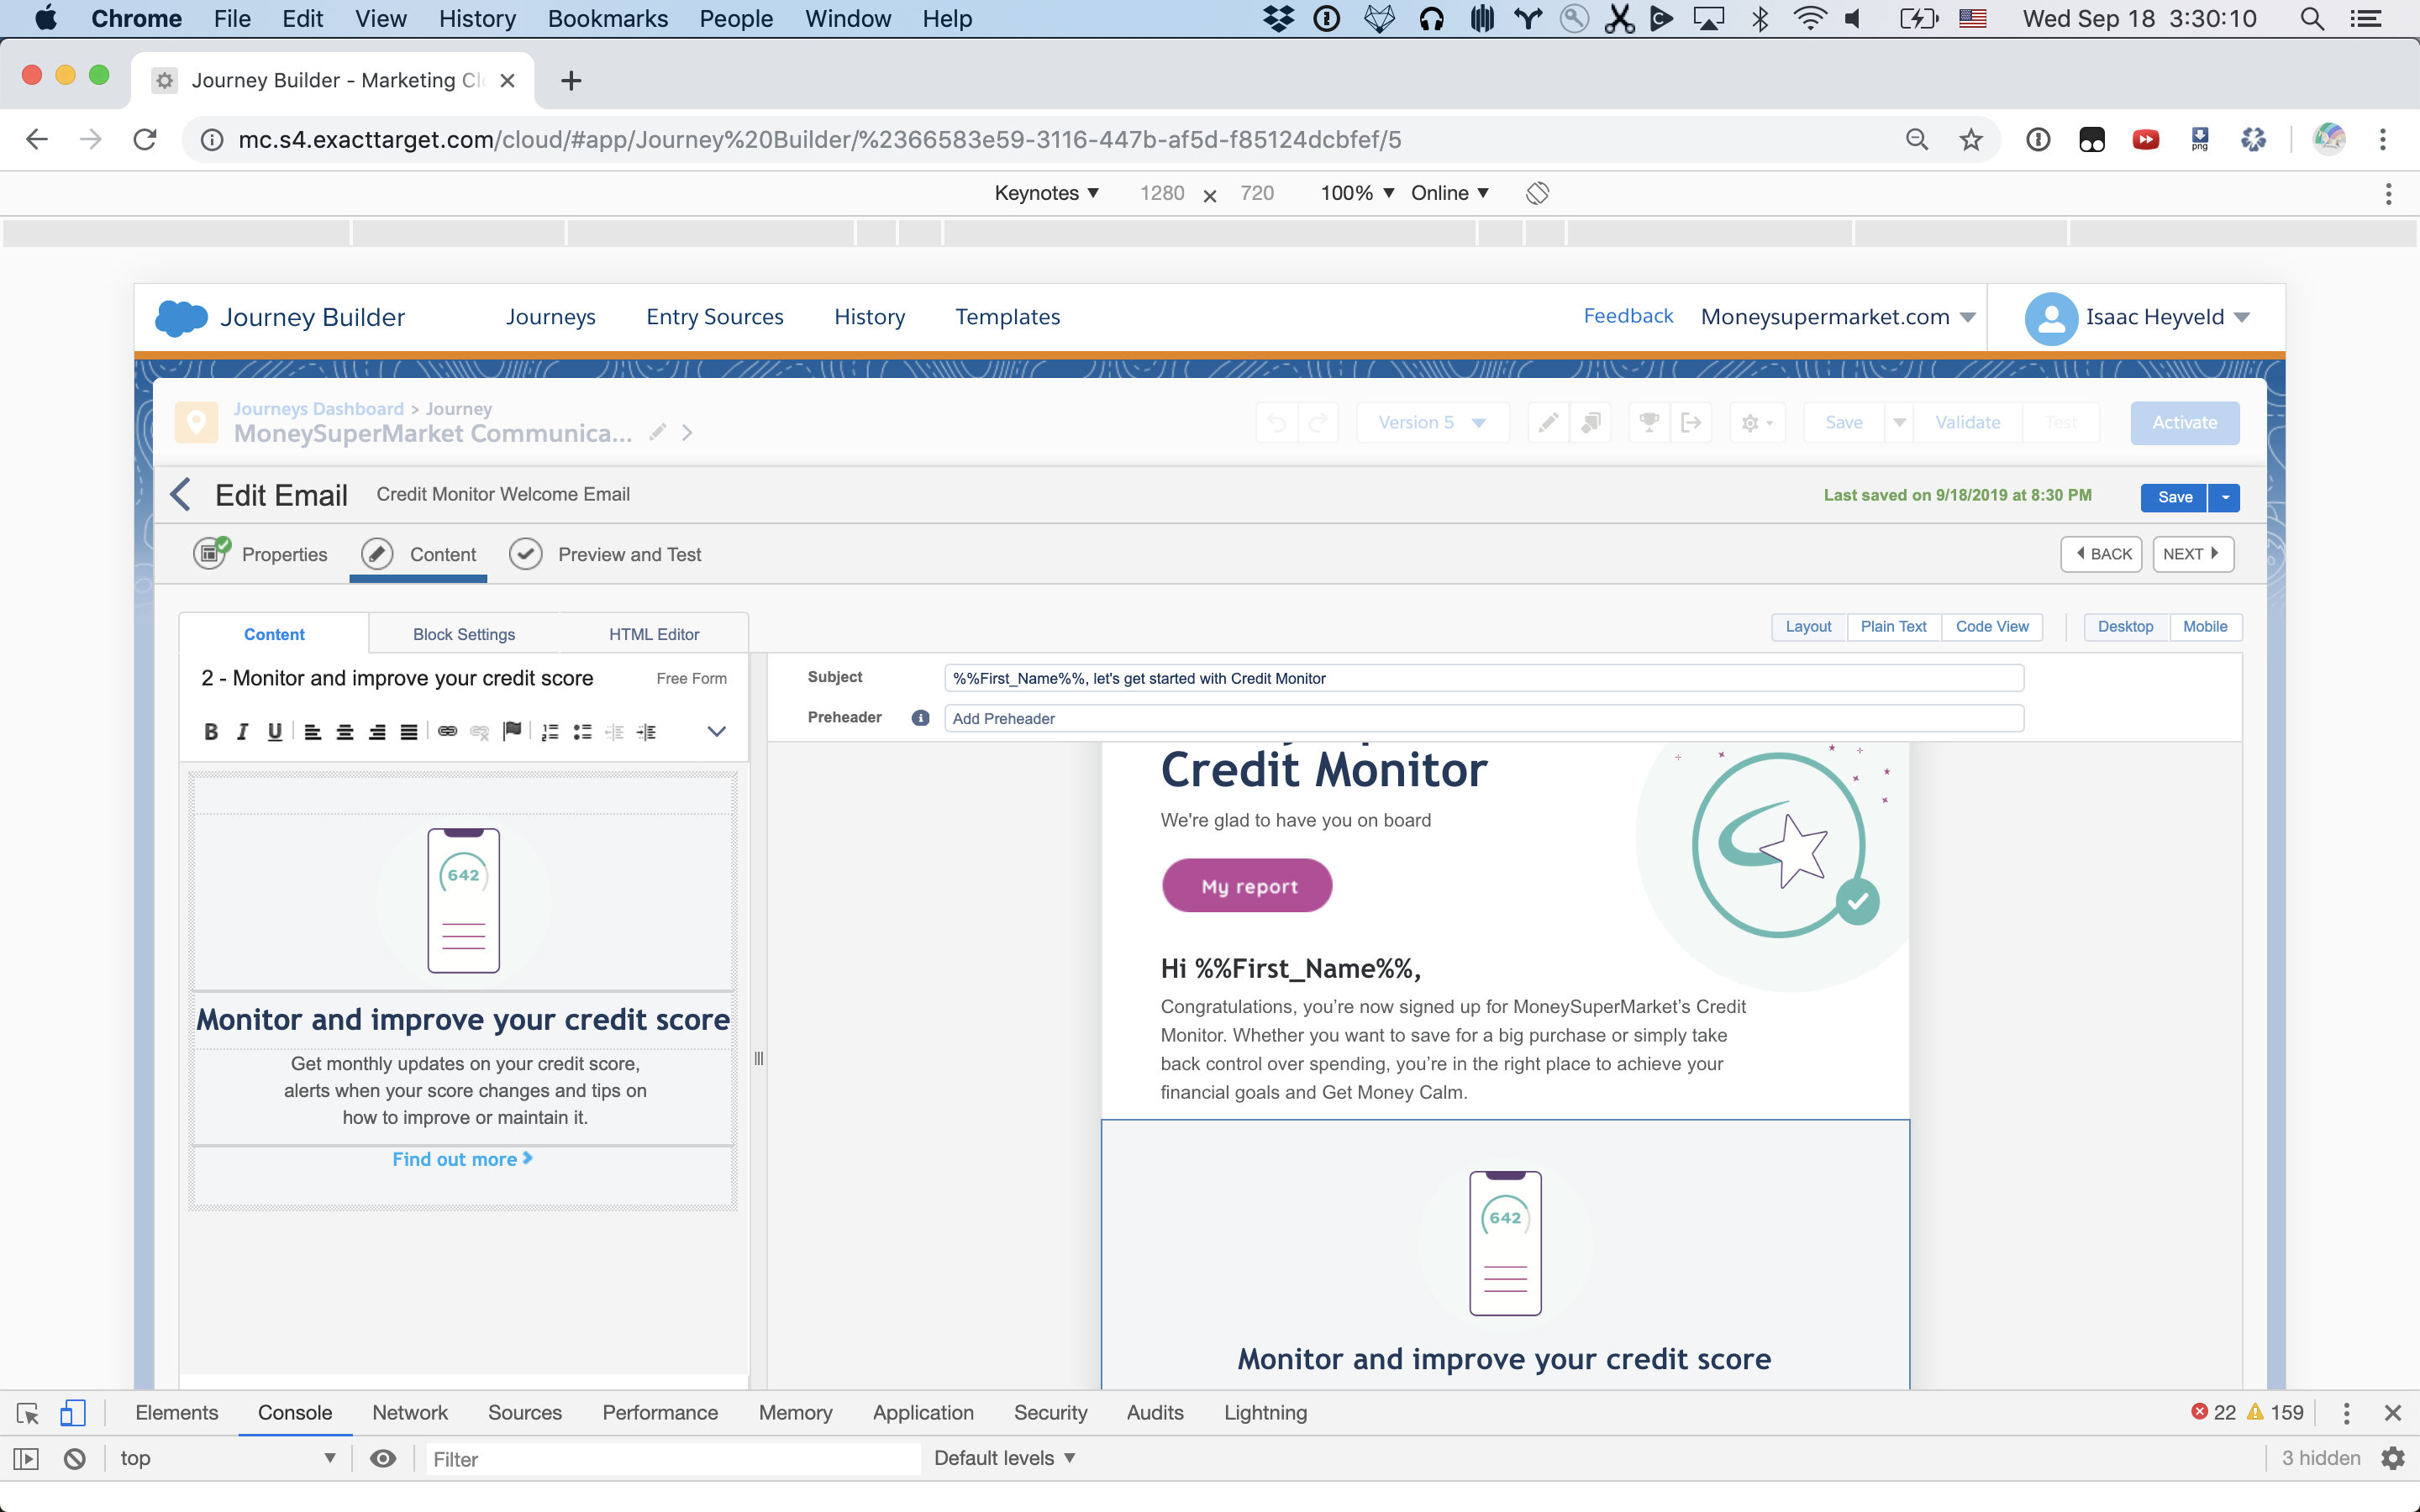 Chrome File Edit View History Bookmarks People Window Help Wed Sep 18 3:30:10
Journey Builder - Marketing Cl
mc.s4.exacttarget.com/cloud/#app/Journey%20Builder/%2366583e59-3116-447b-af5d-f85124dcbfef/5
png
Keynotes 1280 × 720 100% Online
Journey Builder Journeys Entry Sources History Templates Feedback Moneysupermarket.com Isaac Heyveld
Journeys Dashboard > Journey
MoneySuperMarket Communica... Version 5 Save Validate Test Activate
Edit Email Credit Monitor Welcome Email Last saved on 9/18/2019 at 8:30 PM Save
Properties Content Preview and Test BACK NEXT
Content Block Settings HTML Editor Layout Plain Text Code View Desktop Mobile
2 - Monitor and improve your credit score Free Form
B I U
Subject %%First_Name%%, let's get started with Credit Monitor
Preheader Add Preheader
642
Monitor and improve your credit score
Get monthly updates on your credit score,
alerts when your score changes and tips on
how to improve or maintain it.
Find out more
Credit Monitor
We're glad to have you on board
My report
Hi %%First_Name%%,
Congratulations, you’re now signed up for MoneySuperMarket’s Credit
Monitor. Whether you want to save for a big purchase or simply take
back control over spending, you’re in the right place to achieve your
financial goals and Get Money Calm.
642
Monitor and improve your credit score
Elements Console Network Sources Performance Memory Application Security Audits Lightning 22 159
top Filter Default levels 3 hidden